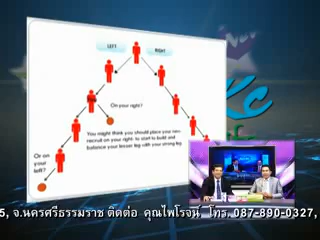 LEFT
RIGHT
On your right?
You might think you should place your new
recruit on your right- to start to build and
balance your lesser leg with your strong leg
Or on
your
left?
5, จ.นครศรีธรรมราช ติดต่อ คุณไพโรจน์ โทร. 087-890-0327,